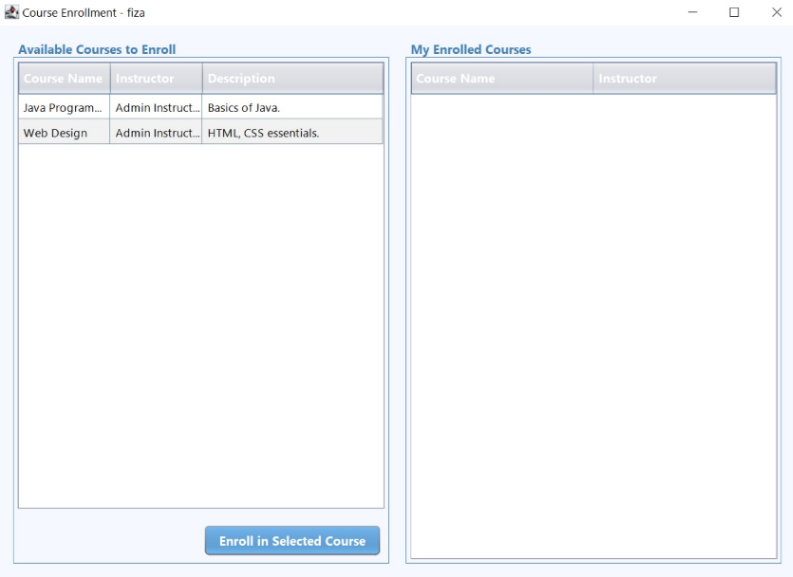 Course Enrollment - fiza
Available Courses to Enroll
Course Name Instructor Description
Java Program... Admin Instruct... Basics of Java.
Web Design Admin Instruct... HTML, CSS essentials.
Enroll in Selected Course
My Enrolled Courses
Course Name Instructor